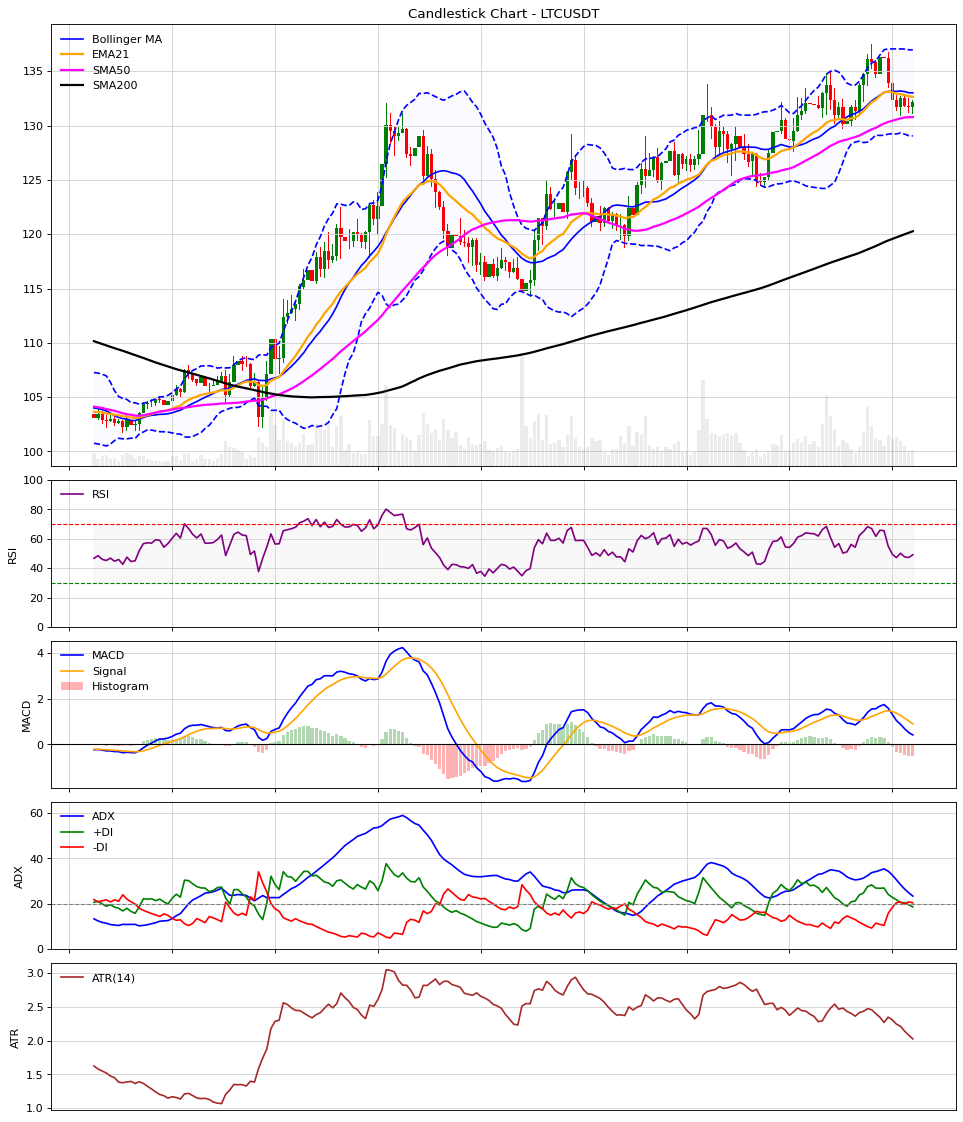 Candlestick Chart - LTCUSDT
Bollinger MA
EMA21
SMA50
SMA200
135
130
125
120
115
110
105
100
RSI
100
80
60
40
20
0
RSI
MACD
Signal
Histogram
4
2
0
MACD
ADX
+DI
-DI
60
40
20
0
ADX
ATR(14)
3.0
2.5
2.0
1.5
1.0
ATR